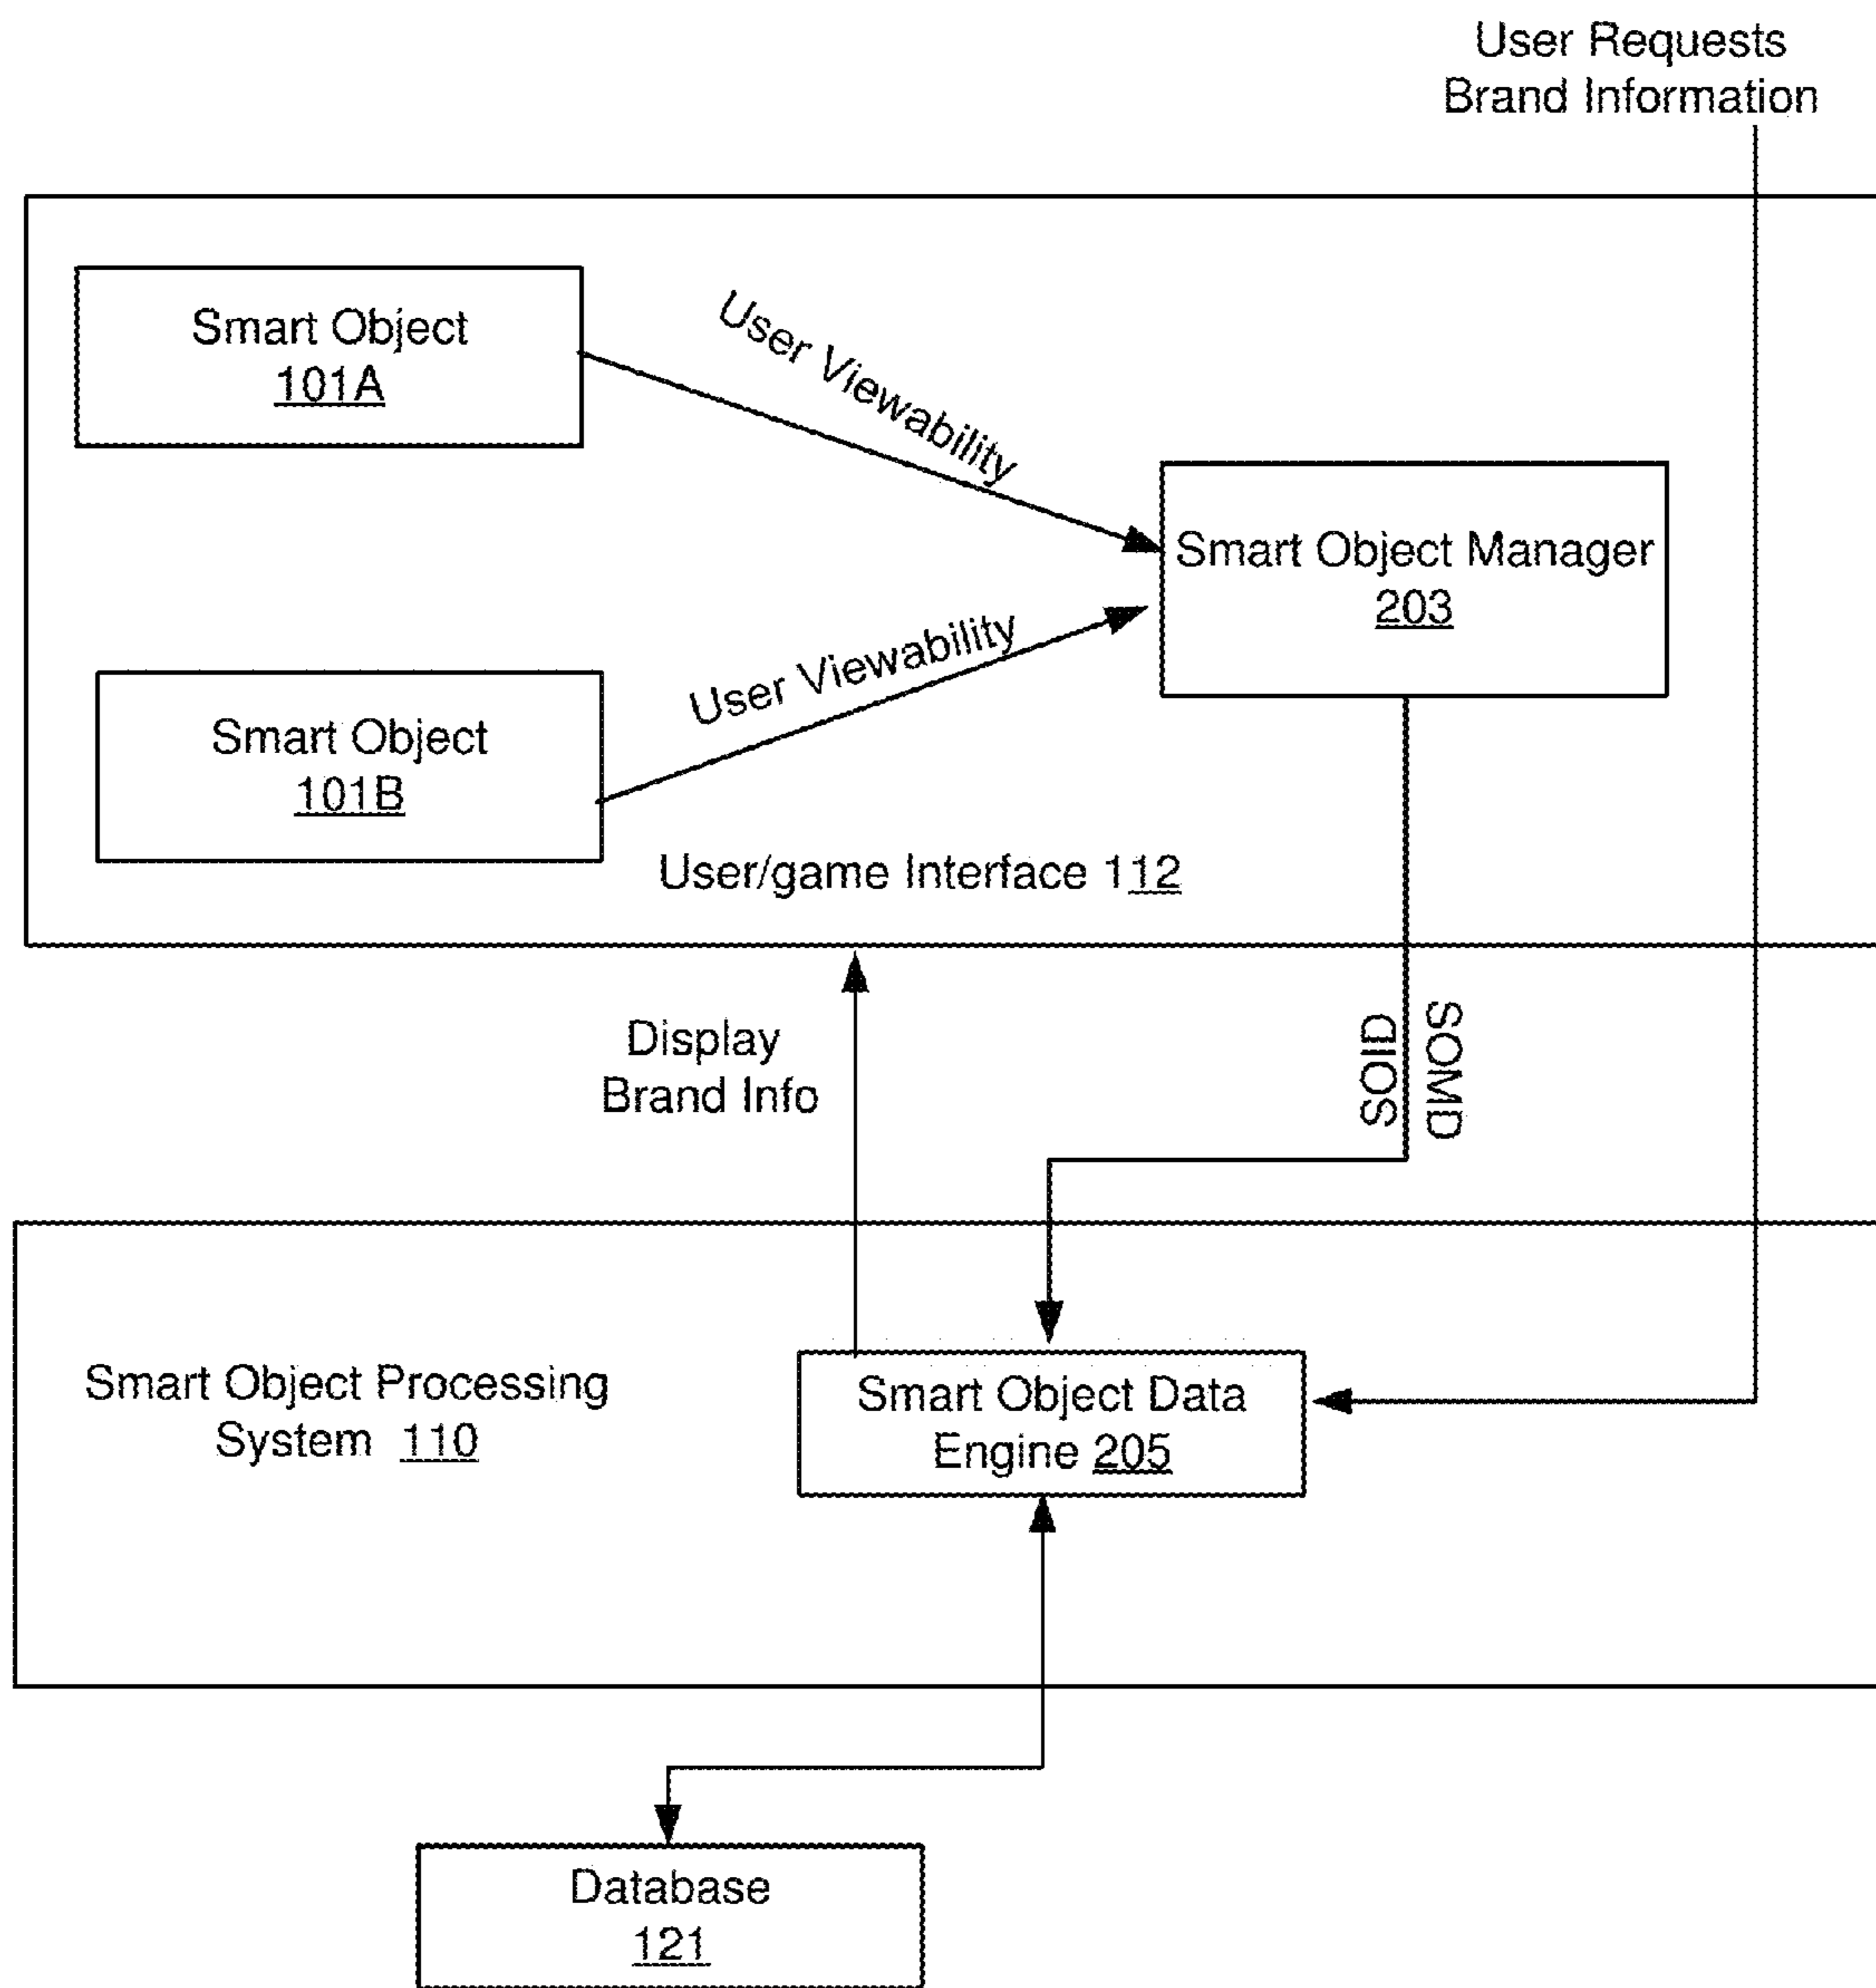 User Requests
Brand Information
Smart Object
101A
User Viewability
Smart Object Manager
203
User Viewability
Smart Object
101B
User/game Interface 112
Display
Brand Info
SOID
SOMD
Smart Object Processing
System 110
Smart Object Data
Engine 205
Database
121